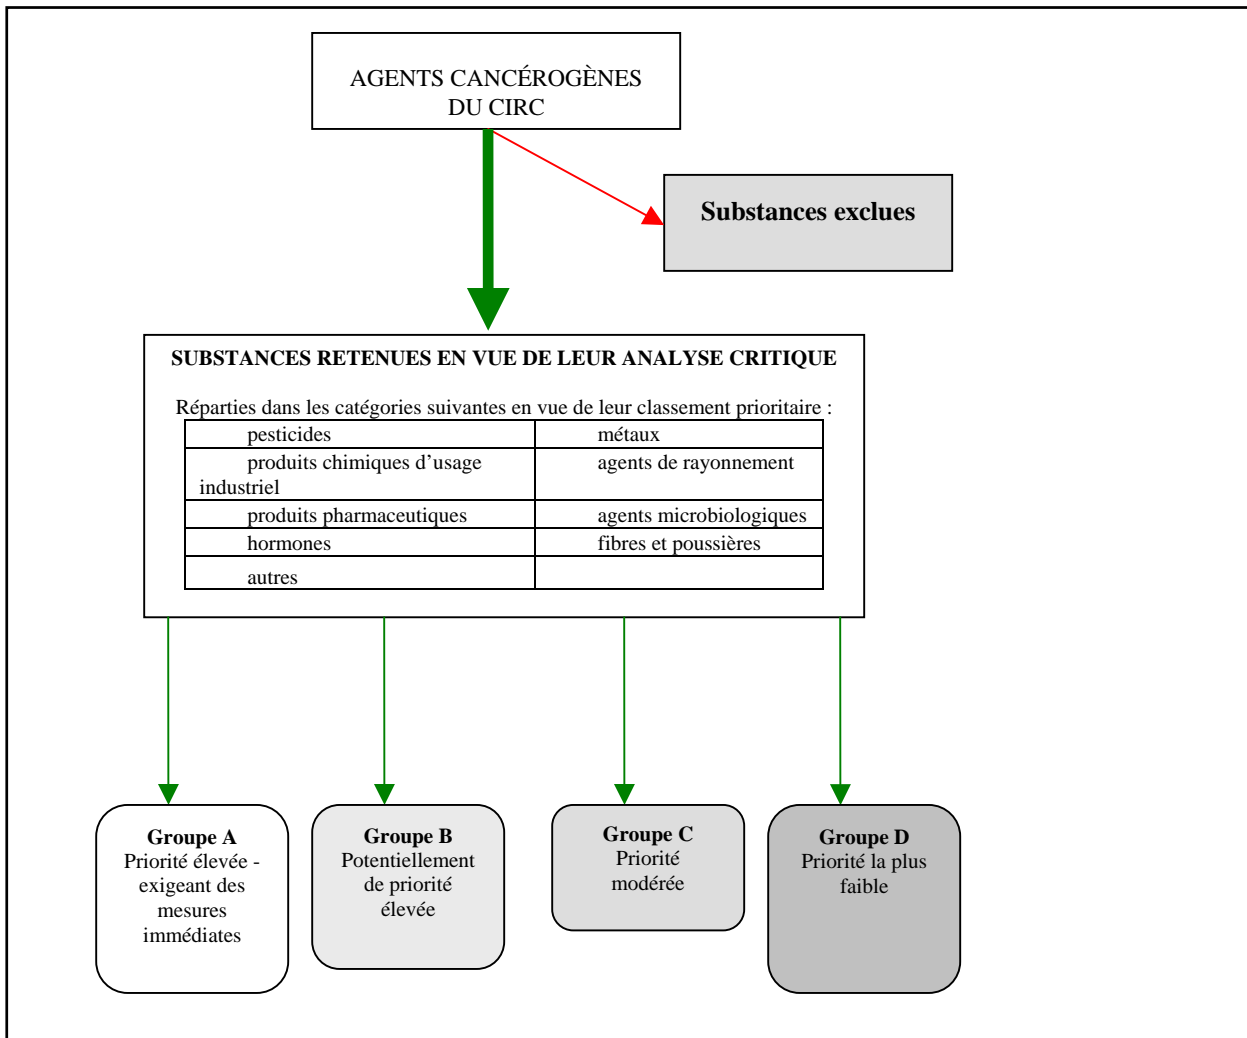 AGENTS CANCÉROGÈNES
DU CIRC
Substances exclues
SUBSTANCES RETENUES EN VUE DE LEUR ANALYSE CRITIQUE
Réparties dans les catégories suivantes en vue de leur classement prioritaire :
pesticides
métaux
produits chimiques d’usage
industriel
agents de rayonnement
produits pharmaceutiques
agents microbiologiques
hormones
fibres et poussières
autres
Groupe A
Priorité élevée -
exigeant des
mesures
immédiates
Groupe B
Potentiellement
de priorité
élevée
Groupe C
Priorité
modérée
Groupe D
Priorité la plus
faible